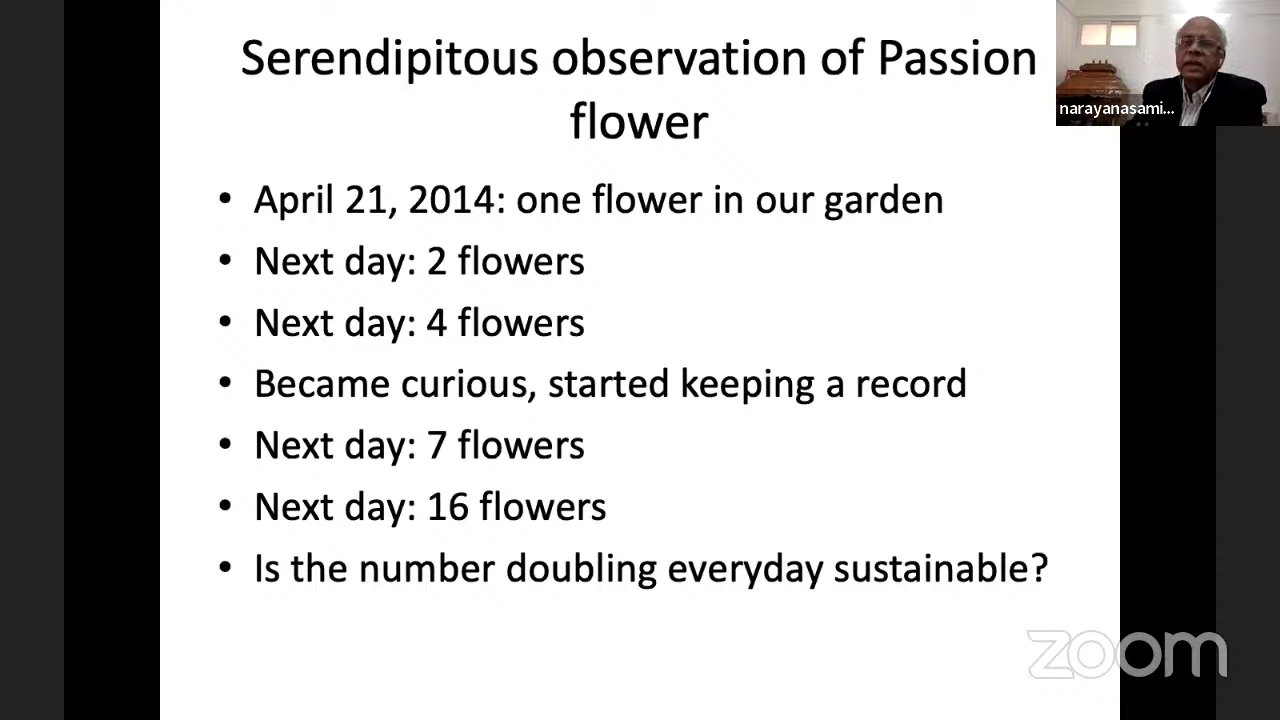 Serendipitous observation of Passion
flower
narayanasami...
• April 21, 2014: one flower in our garden
• Next day: 2 flowers
• Next day: 4 flowers
• Became curious, started keeping a record
• Next day: 7 flowers
• Next day: 16 flowers
• Is the number doubling everyday sustainable?
zoom